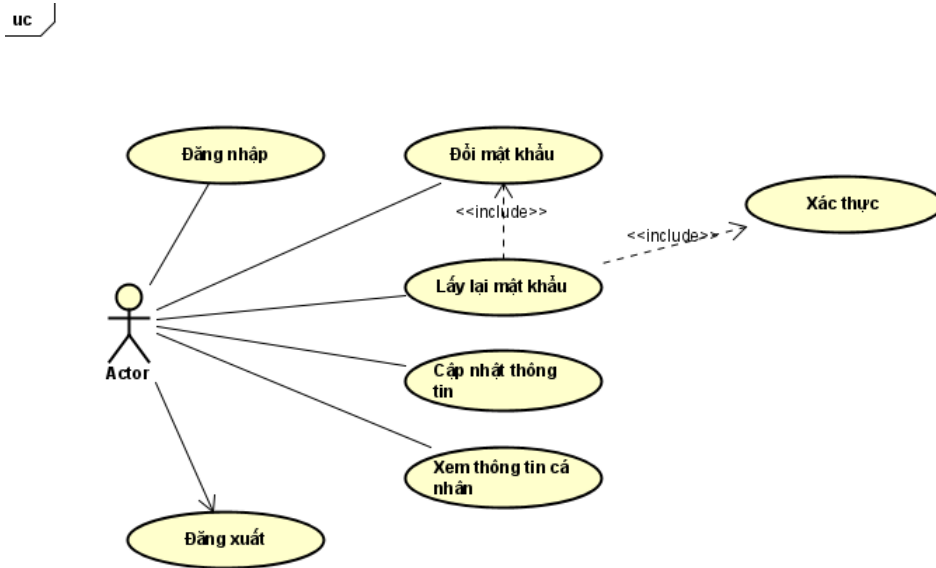 uc
Đăng nhập
Đổi mật khẩu
Xác thực
<<include>>
<<include>>
Lấy lại mật khẩu
Actor
Cập nhật thông
tin
Xem thông tin cá
nhân
Đăng xuất